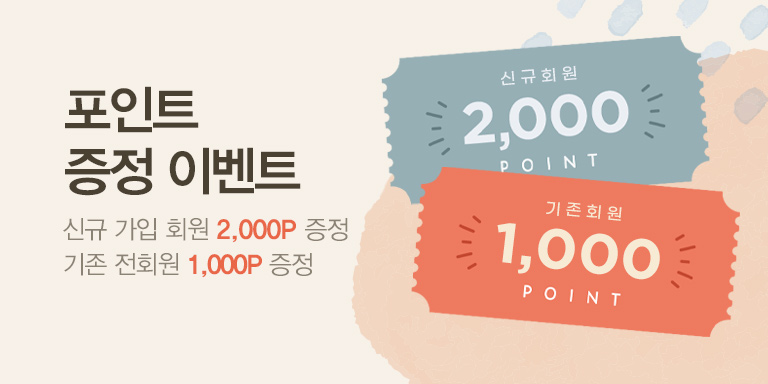 포인트
증정 이벤트
신규 가입 회원 2,000P 증정
기존 전회원 1,000P 증정
신규회원
2,000
POINT
기존회원
1,000
POINT